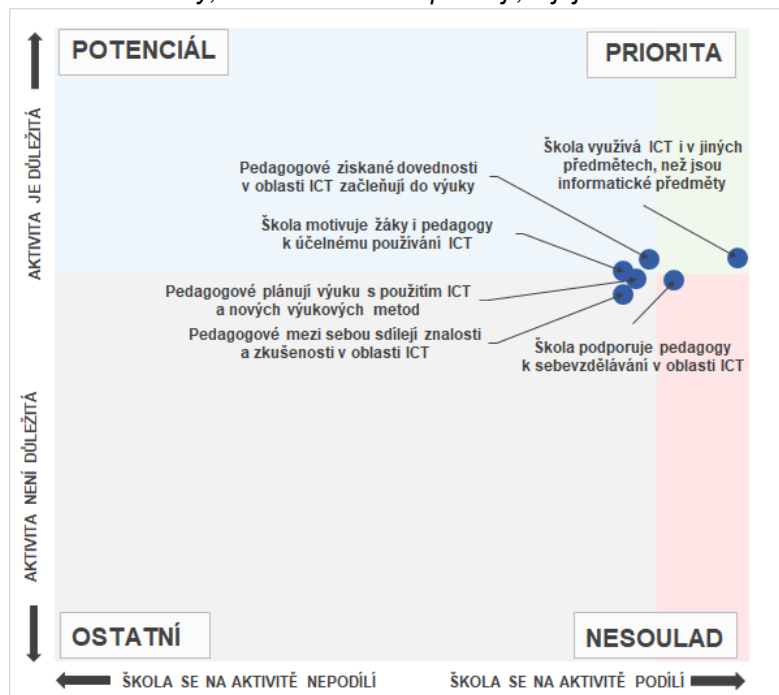 POTENCIÁL
PRIORITA
Škola využívá ICT i v jiných
předmětech, než jsou
informatické předměty
Pedagogové získané dovednosti
v oblasti ICT začleňují do výuky
Škola motivuje žáky i pedagogy
k účelnému používání ICT
Pedagogové plánují výuku s použitím ICT
a nových výukových metod
Pedagogové mezi sebou sdílejí znalosti
a zkušenosti v oblasti ICT
Škola podporuje pedagogy
k sebevzdělávání v oblasti ICT
AKTIVITA JE DŮLEŽITÁ
AKTIVITA NENÍ DŮLEŽITÁ
OSTATNÍ
NESOULAD
ŠKOLA SE NA AKTIVITĚ NEPODÍLÍ
ŠKOLA SE NA AKTIVITĚ PODÍLÍ